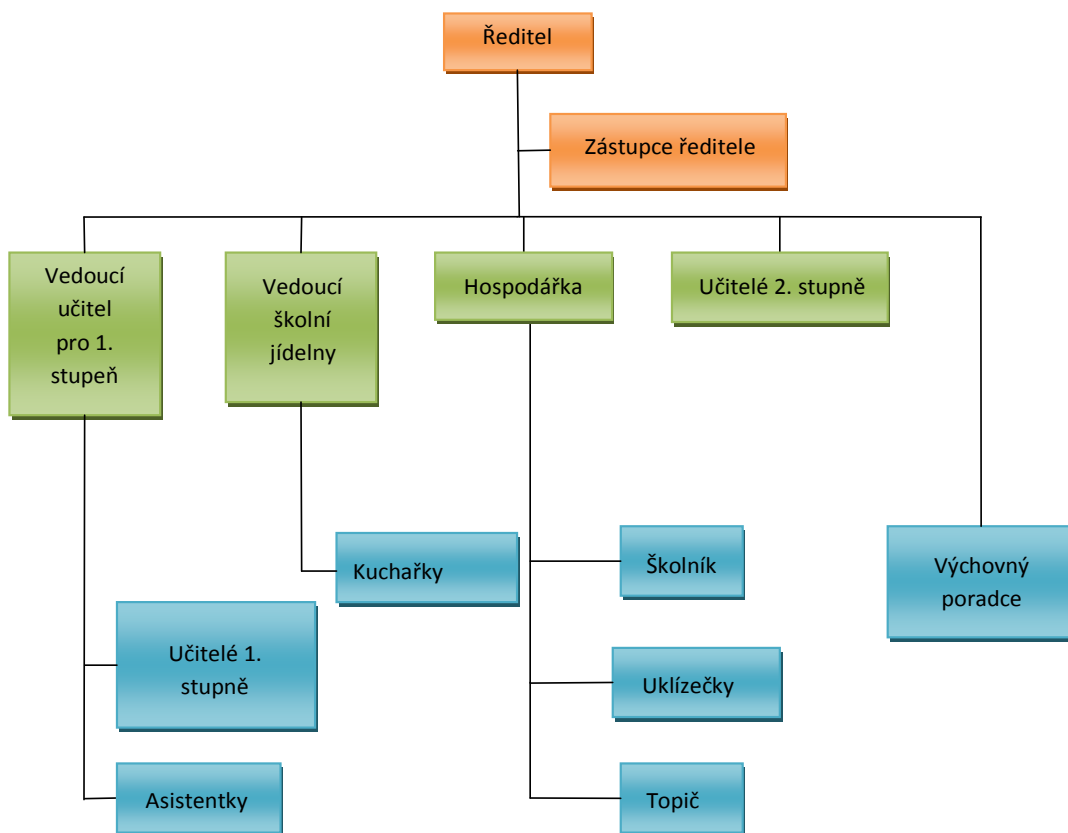 Ředitel
Zástupce ředitele
Vedoucí
učitel
pro 1.
stupeň
Vedoucí
školní
jídelny
Hospodářka
Učitelé 2. stupně
Kuchařky
Školník
Výchovný
poradce
Učitelé 1.
stupně
Uklízečky
Asistentky
Topič